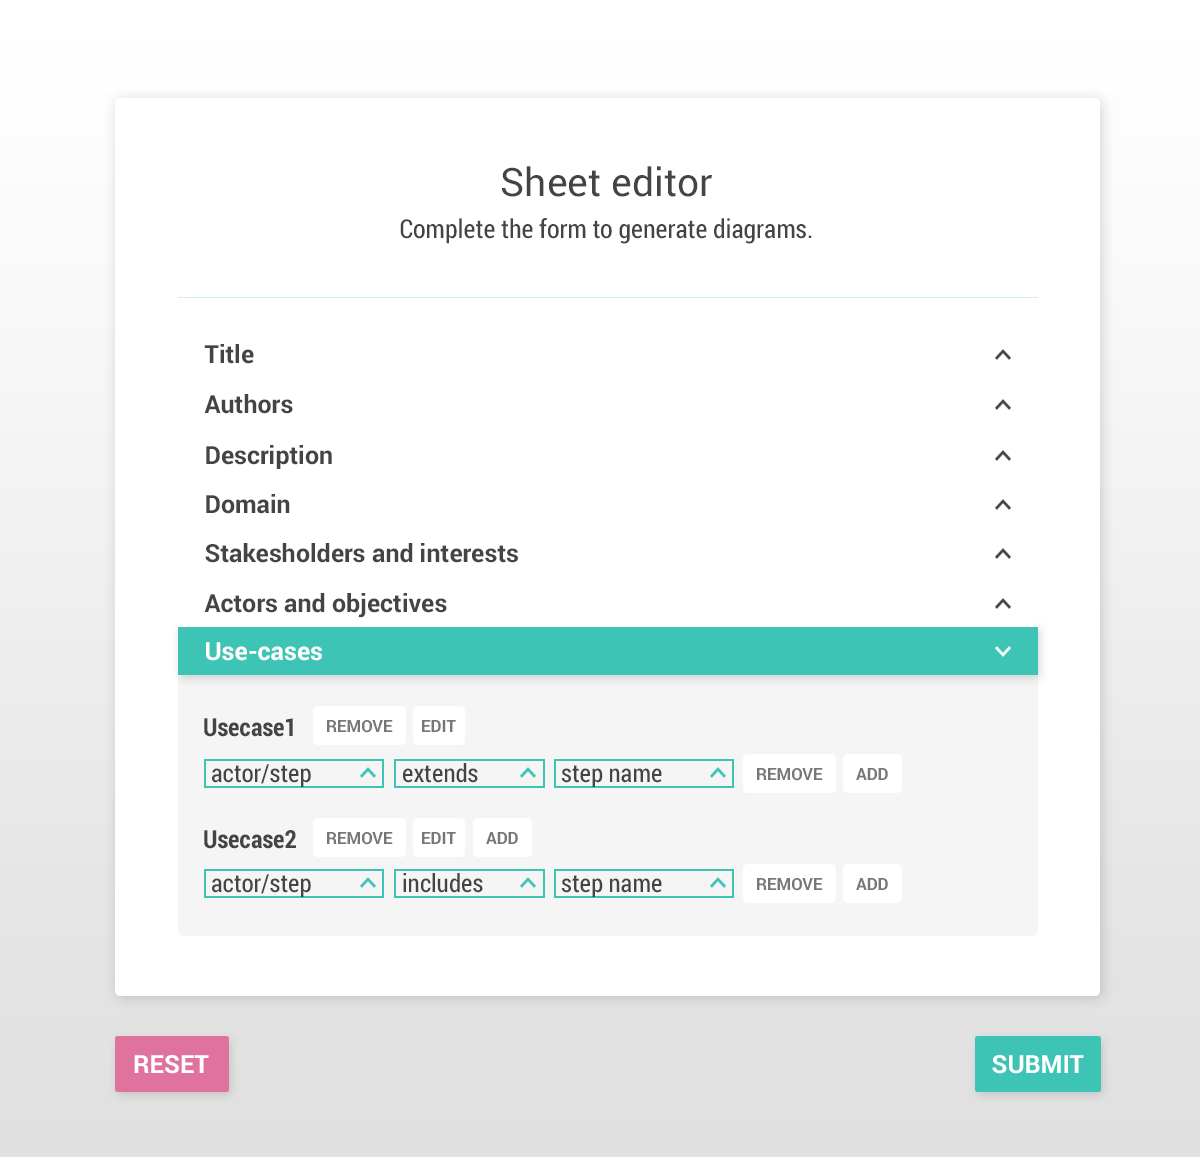 Sheet editor
Complete the form to generate diagrams.
Title
Authors
Description
Domain
Stakesholders and interests
Actors and objectives
Use-cases
Usecase1 REMOVE EDIT
actor/step extends step name REMOVE ADD
Usecase2 REMOVE EDIT ADD
actor/step includes step name REMOVE ADD
RESET SUBMIT